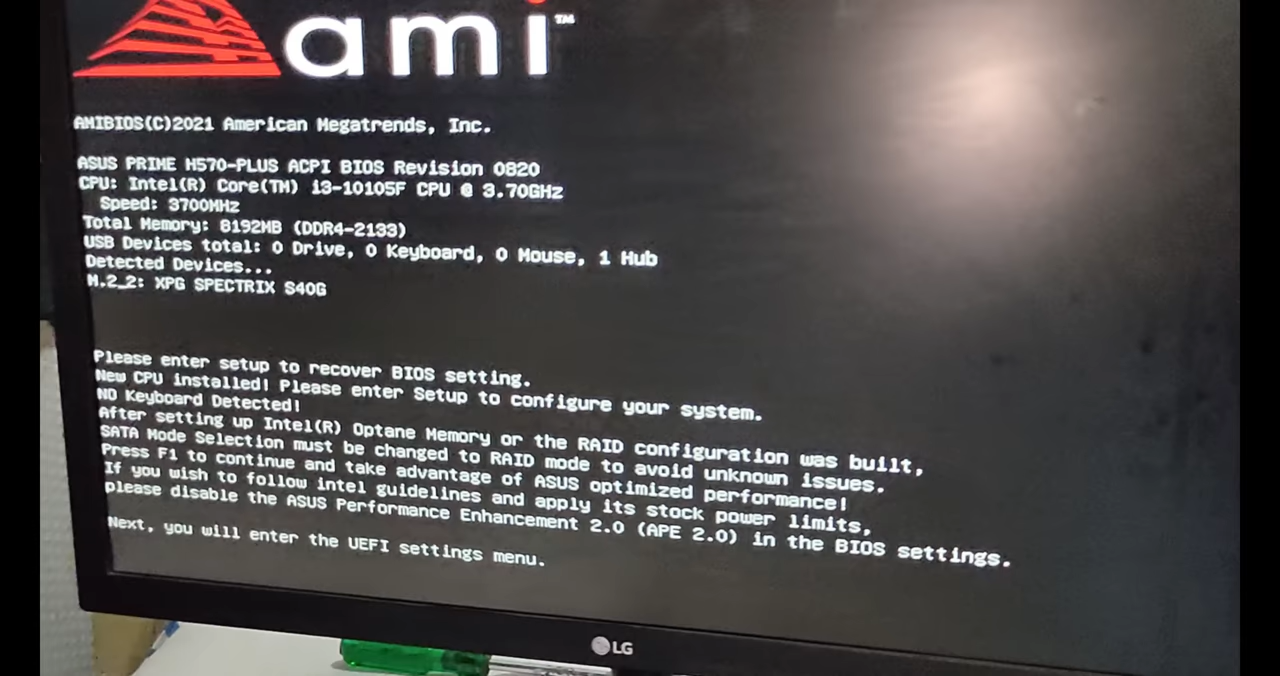 ami™
AMIBIOS(C)2021 American Megatrends, Inc.
ASUS PRIME H570-PLUS ACPI BIOS Revision 0820
CPU: Intel(R) Core(TM) i3-10105F CPU @ 3.70GHz
Speed: 3700MHz
Total Memory: 8192MB (DDR4-2133)
USB Devices total: 0 Drive, 0 Keyboard, 0 Mouse, 1 Hub
Detected Devices...
M.2_2: XPG SPECTRIX S40G
Please enter setup to recover BIOS setting.
New CPU installed! Please enter Setup to configure your system.
NO Keyboard Detected!
After setting up Intel(R) Optane Memory or the RAID configuration was built,
SATA Mode Selection must be changed to RAID mode to avoid unknown issues.
Press F1 to continue and take advantage of ASUS optimized performance!
If you wish to follow intel guidelines and apply its stock power limits,
please disable the ASUS Performance Enhancement 2.0 (APE 2.0) in the BIOS settings.
Next, you will enter the UEFI settings menu.
LG